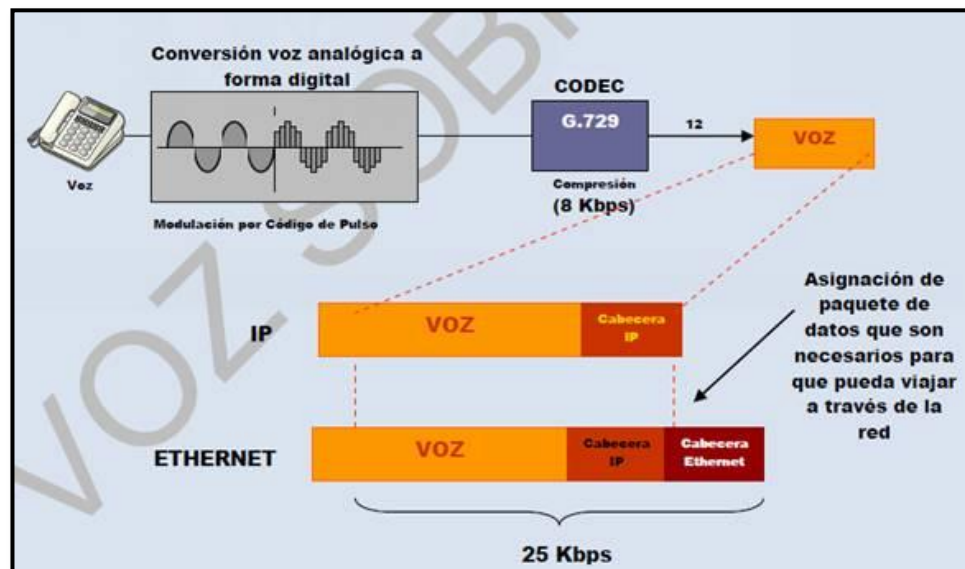 Conversión voz analógica a
forma digital
Voz
Modulación por Código de Pulso
CODEC
G.729
Compresión
(8 Kbps)
12
VOZ
IP
VOZ
Cabecera
IP
Asignación de
paquete de
datos que son
necesarios para
que pueda viajar
a través de la
red
ETHERNET
VOZ
Cabecera
IP
Cabecera
Ethernet
25 Kbps
VOZ SOB